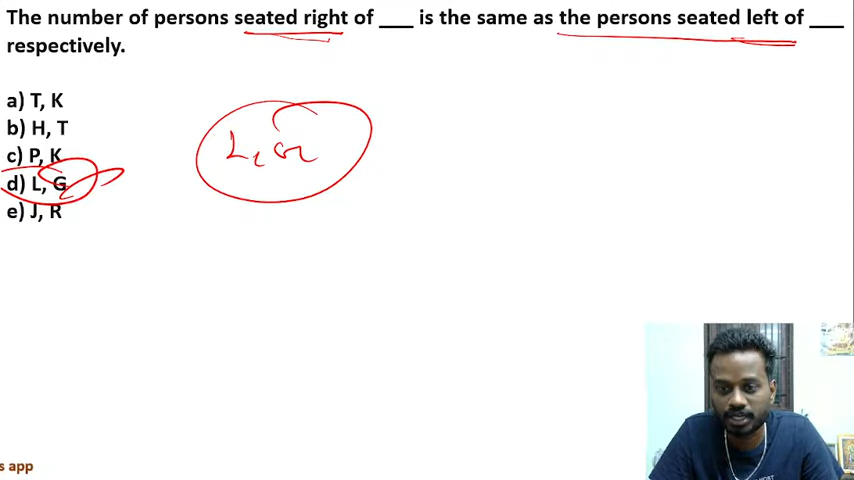 The number of persons seated right of ___ is the same as the persons seated left of ___
respectively.
a) T, K
b) H, T
c) P, K
d) L, G
e) J, R
L, G
s app